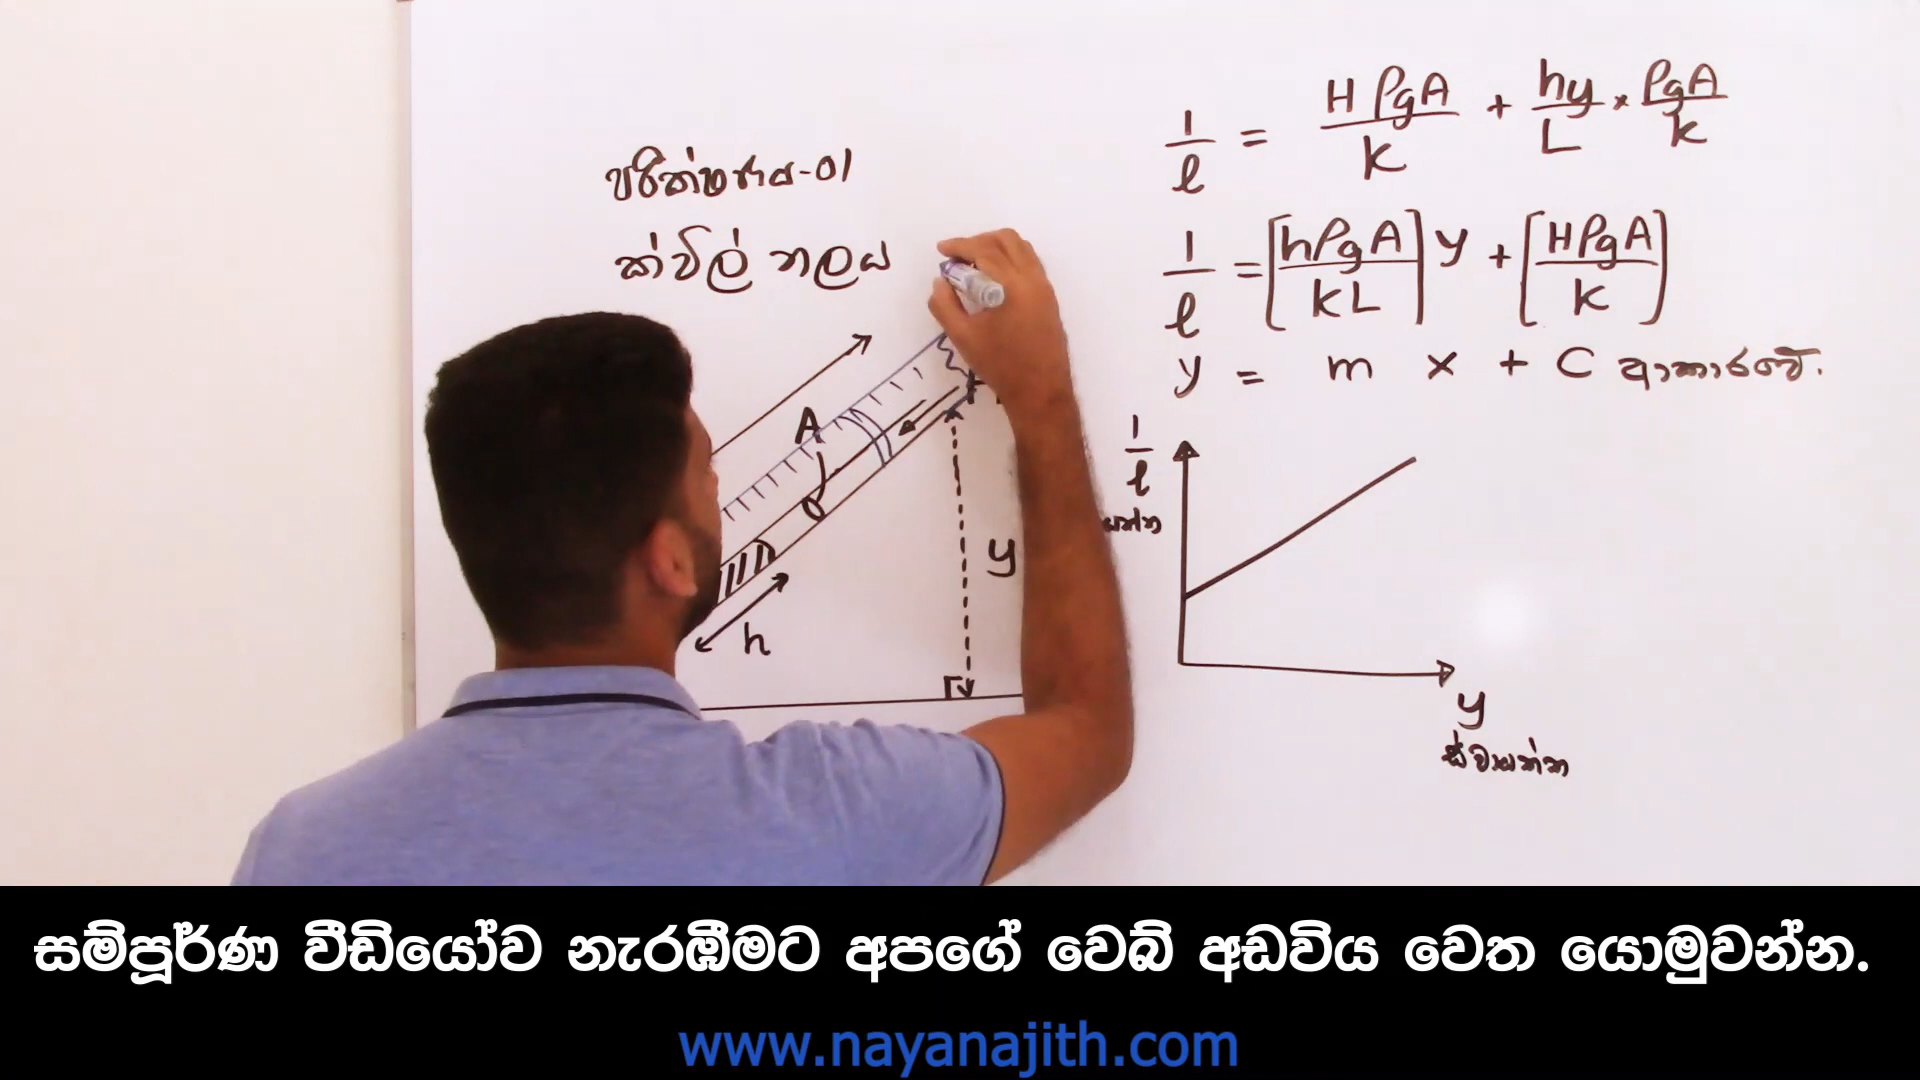 පරීක්ෂණය-01
ක්විල් නලය
A
h
y
1/l = HρgA/k + hy/L × ρgA/k
1/l = [hρgA/kL] y + [HρgA/k]
y = m x + C ආකාරයේ.
1/l
y
ස්වායත්ත
සම්පූර්ණ වීඩියෝව නැරඹීමට අපගේ වෙබ් අඩවිය වෙත යොමුවන්න.
www.nayanajith.com